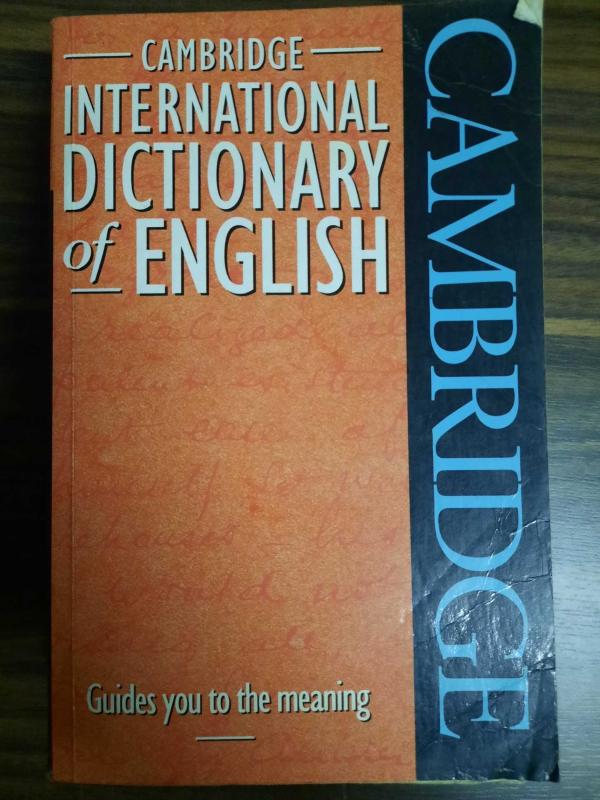 CAMBRIDGE
INTERNATIONAL
DICTIONARY
of ENGLISH
Guides you to the meaning
CAMBRIDGE